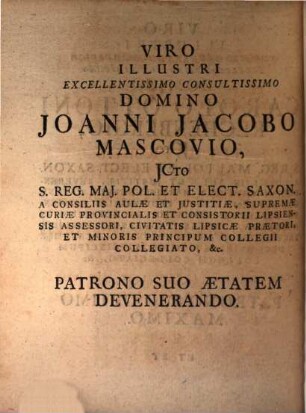 VIRO
ILLUSTRI
EXCELLENTISSIMO CONSULTISSIMO
DOMINO
JOANNI JACOBO
MASCOVIO,
JCTO
S. REG. MAJ. POL. ET ELECT. SAXON.
A CONSILIIS AULÆ ET JUSTITIÆ, SUPREMÆ
CURIÆ PROVINCIALIS ET CONSISTORII LIPSIEN-
SIS ASSESSORI, CIVITATIS LIPSICÆ PRÆTORI,
ET MINORIS PRINCIPUM COLLEGII
COLLEGIATO, &c.
PATRONO SUO ÆTATEM
DEVENERANDO.